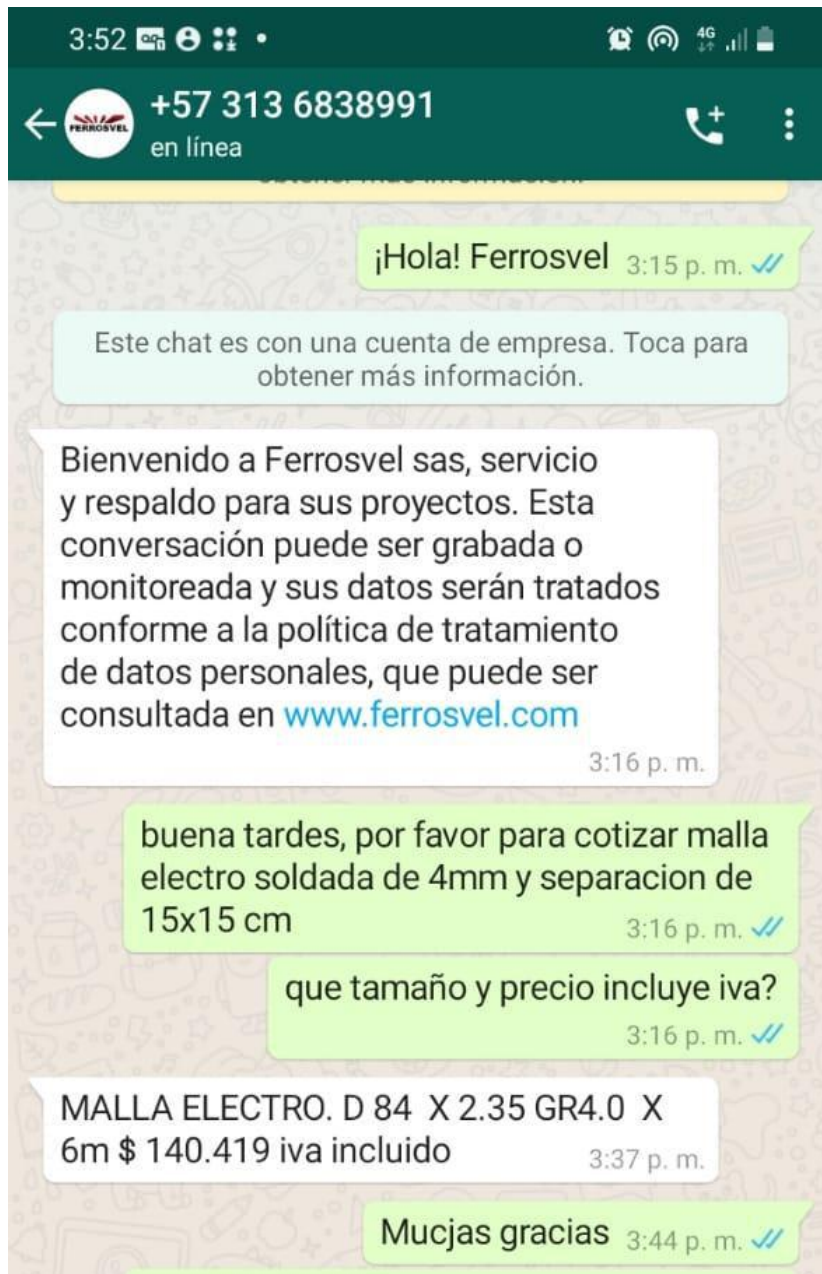 3:52
4G
FERROSVEL
+57 313 6838991
en línea
obtener más información.
¡Hola! Ferrosvel 3:15 p. m.
Este chat es con una cuenta de empresa. Toca para
obtener más información.
Bienvenido a Ferrosvel sas, servicio
y respaldo para sus proyectos. Esta
conversación puede ser grabada o
monitoreada y sus datos serán tratados
conforme a la política de tratamiento
de datos personales, que puede ser
consultada en www.ferrosvel.com
3:16 p. m.
buena tardes, por favor para cotizar malla
electro soldada de 4mm y separacion de
15x15 cm 3:16 p. m.
que tamaño y precio incluye iva?
3:16 p. m.
MALLA ELECTRO. D 84 X 2.35 GR4.0 X
6m $ 140.419 iva incluido 3:37 p. m.
Mucjas gracias 3:44 p. m.